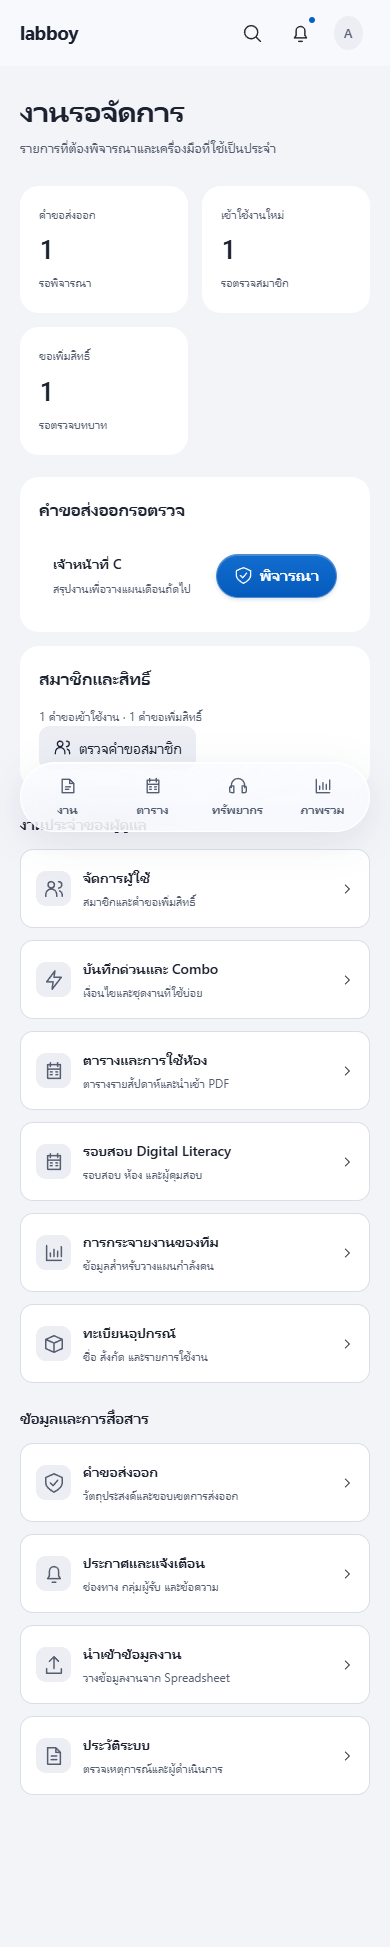 labboy
A
งานรอจัดการ
รายการที่ต้องพิจารณาและเครื่องมือที่ใช้เป็นประจำ
คำขอส่งออก
1
รอพิจารณา
เข้าใช้งานใหม่
1
รอตรวจสมาชิก
ขอเพิ่มสิทธิ์
1
รอตรวจบทบาท
คำขอส่งออกรอตรวจ
เจ้าหน้าที่ C
สรุปงานเพื่อวางแผนเดือนถัดไป
พิจารณา
สมาชิกและสิทธิ์
1 คำขอเข้าใช้งาน · 1 คำขอเพิ่มสิทธิ์
ตรวจคำขอสมาชิก
งาน
ตาราง
ทรัพยากร
ภาพรวม
งานประจำของผู้ดูแล
จัดการผู้ใช้
สมาชิกและคำขอเพิ่มสิทธิ์
บันทึกด่วนและ Combo
เงื่อนไขและชุดงานที่ใช้บ่อย
ตารางและการใช้ห้อง
ตารางรายสัปดาห์และนำเข้า PDF
รอบสอบ Digital Literacy
รอบสอบ ห้อง และผู้คุมสอบ
การกระจายงานของทีม
ข้อมูลสำหรับวางแผนกำลังคน
ทะเบียนอุปกรณ์
ชื่อ สังกัด และรายการใช้งาน
ข้อมูลและการสื่อสาร
คำขอส่งออก
วัตถุประสงค์และขอบเขตการส่งออก
ประกาศและแจ้งเตือน
ช่องทาง กลุ่มผู้รับ และข้อความ
นำเข้าข้อมูลงาน
วางข้อมูลงานจาก Spreadsheet
ประวัติระบบ
ตรวจเหตุการณ์และผู้ดำเนินการ